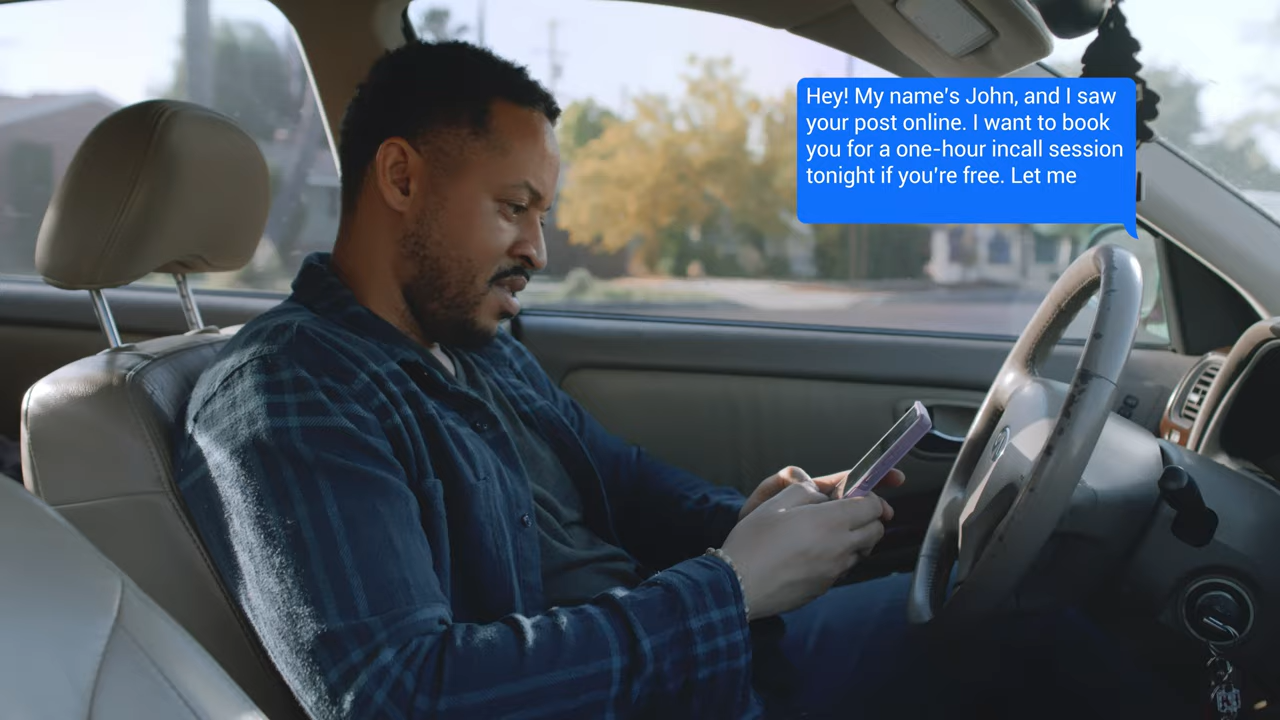 Hey! My name's John, and I saw
your post online. I want to book
you for a one-hour incall session
tonight if you're free. Let me